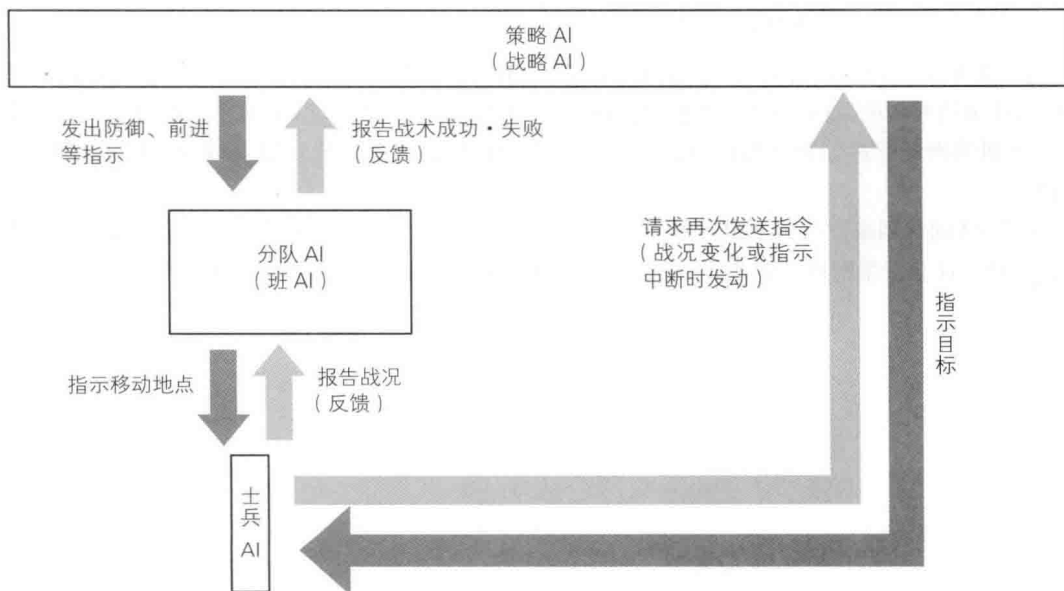 策略 AI
（战略 AI）
发出防御、前进
等指示
报告战术成功・失败
（反馈）
分队 AI
（班 AI）
请求再次发送指令
（战况变化或指示
中断时发动）
指示目标
指示移动地点
报告战况
（反馈）
士兵 AI